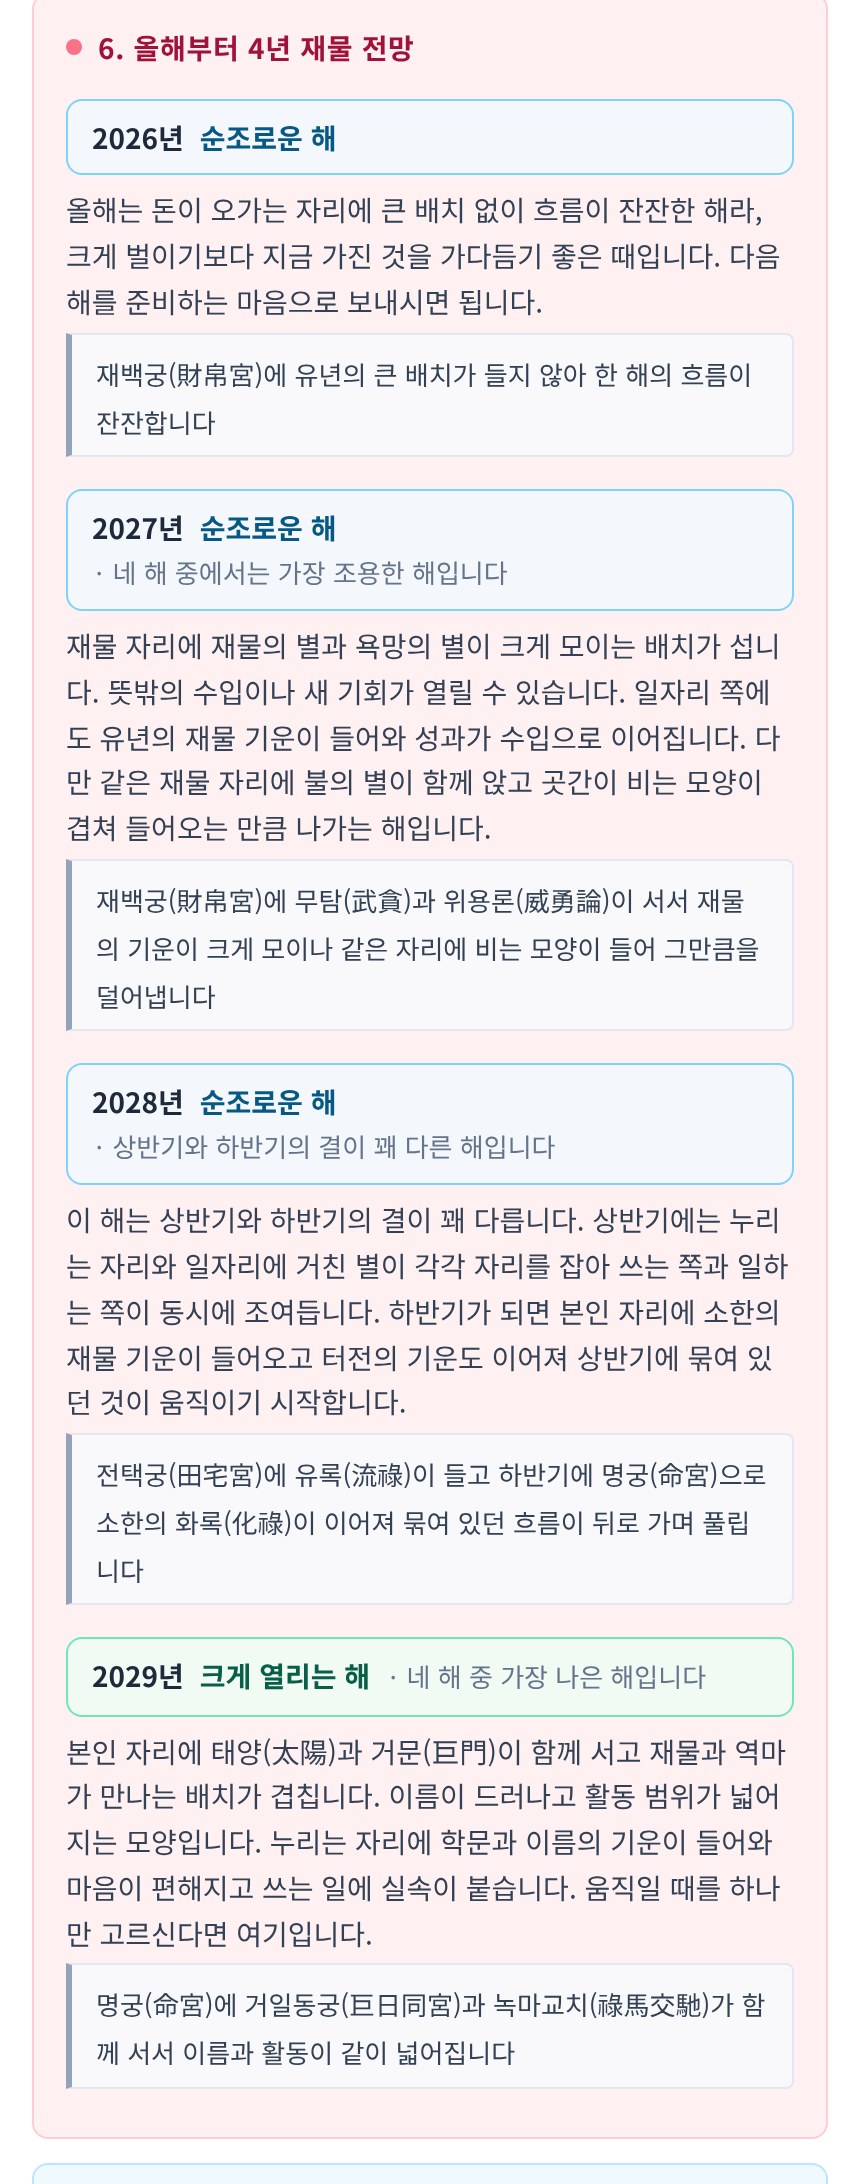 6. 올해부터 4년 재물 전망
2026년 순조로운 해
올해는 돈이 오가는 자리에 큰 배치 없이 흐름이 잔잔한 해라,
크게 벌이기보다 지금 가진 것을 가다듬기 좋은 때입니다. 다음
해를 준비하는 마음으로 보내시면 됩니다.
재백궁(財帛宮)에 유년의 큰 배치가 들지 않아 한 해의 흐름이
잔잔합니다
2027년 순조로운 해
· 네 해 중에서는 가장 조용한 해입니다
재물 자리에 재물의 별과 욕망의 별이 크게 모이는 배치가 섭니
다. 뜻밖의 수입이나 새 기회가 열릴 수 있습니다. 일자리 쪽에
도 유년의 재물 기운이 들어와 성과가 수입으로 이어집니다. 다
만 같은 재물 자리에 불의 별이 함께 앉고 곳간이 비는 모양이
겹쳐 들어오는 만큼 나가는 해입니다.
재백궁(財帛宮)에 무탐(武貪)과 위용론(威勇論)이 서서 재물
의 기운이 크게 모이나 같은 자리에 비는 모양이 들어 그만큼을
덜어냅니다
2028년 순조로운 해
· 상반기와 하반기의 결이 꽤 다른 해입니다
이 해는 상반기와 하반기의 결이 꽤 다릅니다. 상반기에는 누리
는 자리와 일자리에 거친 별이 각각 자리를 잡아 쓰는 쪽과 일하
는 쪽이 동시에 조여듭니다. 하반기가 되면 본인 자리에 소한의
재물 기운이 들어오고 터전의 기운도 이어져 상반기에 묶여 있
던 것이 움직이기 시작합니다.
전택궁(田宅宮)에 유록(流祿)이 들고 하반기에 명궁(命宮)으로
소한의 화록(化祿)이 이어져 묶여 있던 흐름이 뒤로 가며 풀립
니다
2029년 크게 열리는 해 · 네 해 중 가장 나은 해입니다
본인 자리에 태양(太陽)과 거문(巨門)이 함께 서고 재물과 역마
가 만나는 배치가 겹칩니다. 이름이 드러나고 활동 범위가 넓어
지는 모양입니다. 누리는 자리에 학문과 이름의 기운이 들어와
마음이 편해지고 쓰는 일에 실속이 붙습니다. 움직일 때를 하나
만 고르신다면 여기입니다.
명궁(命宮)에 거일동궁(巨日同宮)과 녹마교치(祿馬交馳)가 함
께 서서 이름과 활동이 같이 넓어집니다